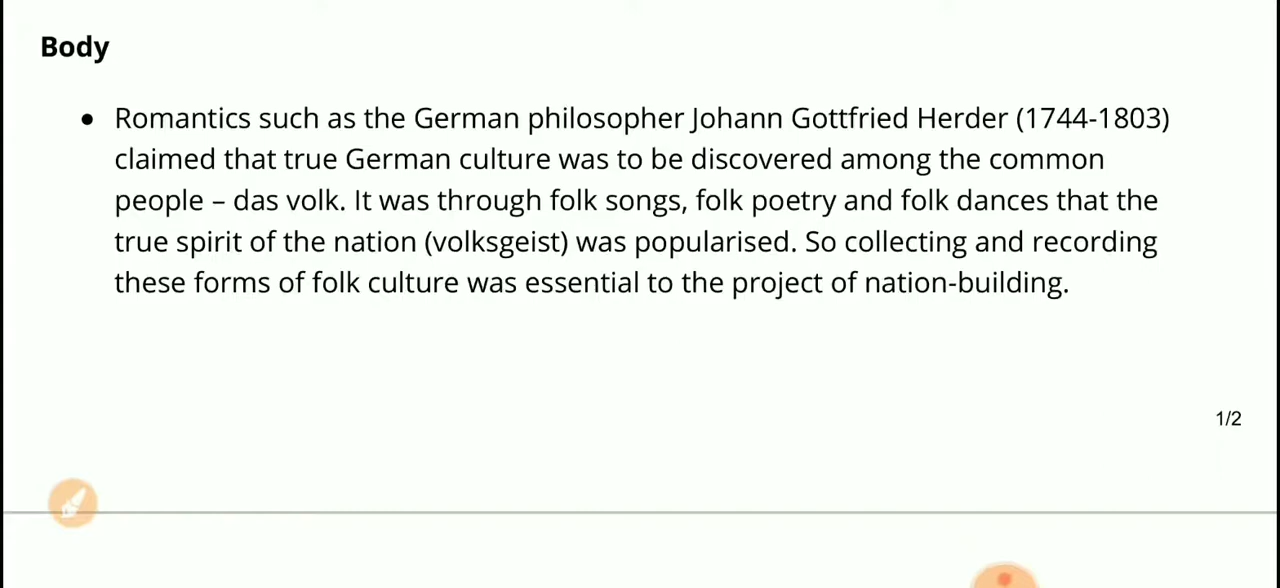 Body
• Romantics such as the German philosopher Johann Gottfried Herder (1744-1803)
claimed that true German culture was to be discovered among the common
people – das volk. It was through folk songs, folk poetry and folk dances that the
true spirit of the nation (volksgeist) was popularised. So collecting and recording
these forms of folk culture was essential to the project of nation-building.
1/2